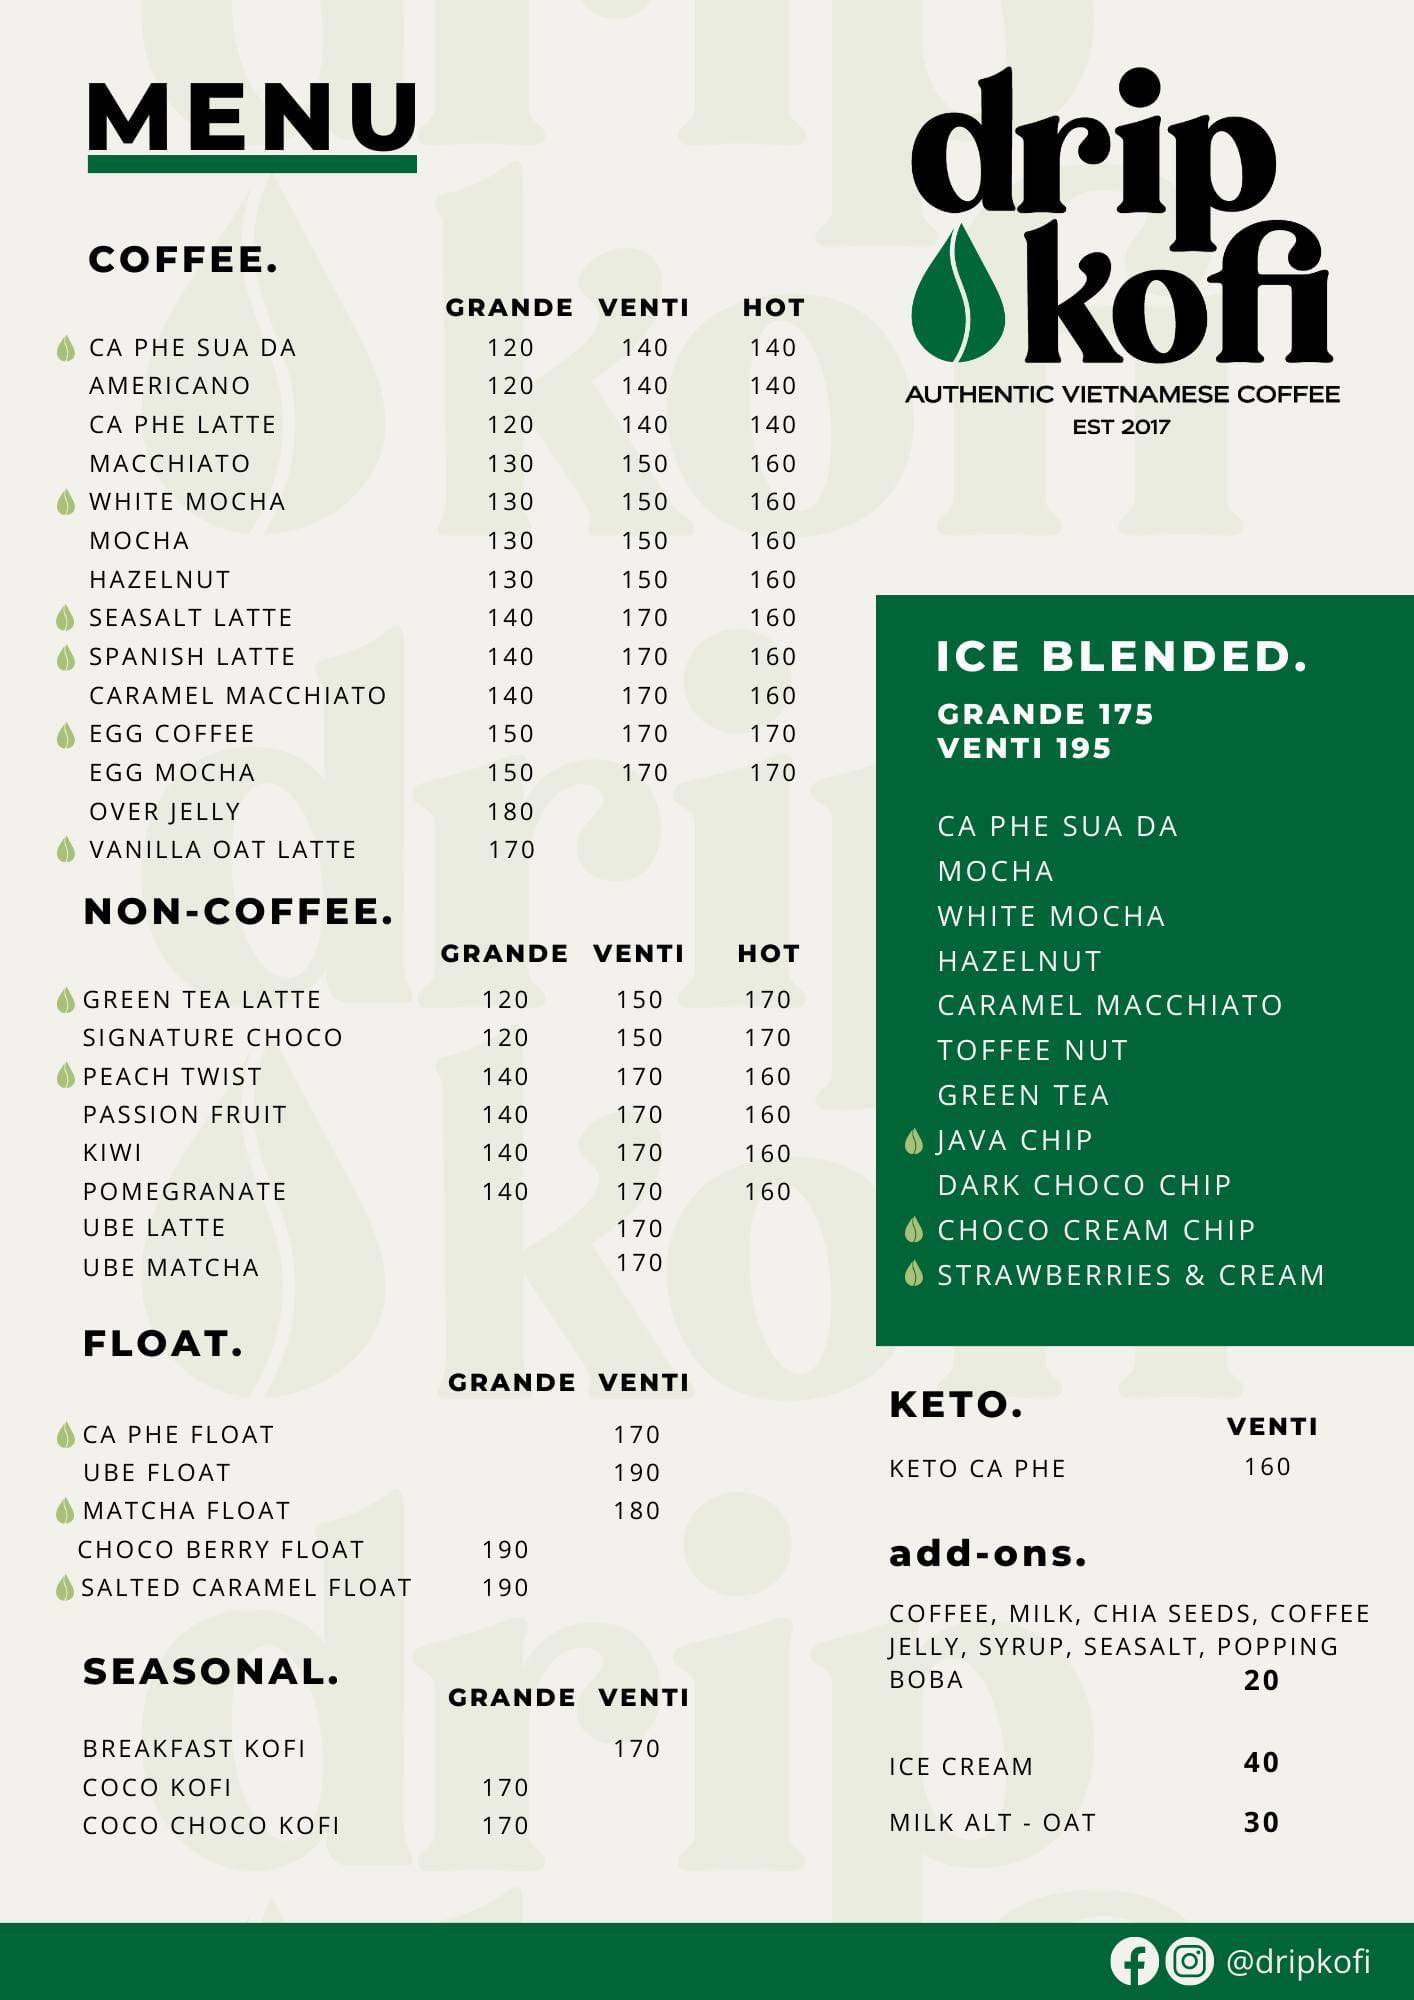 MENU
drip
kofi
AUTHENTIC VIETNAMESE COFFEE
EST 2017
COFFEE.
GRANDE VENTI HOT
CA PHE SUA DA 120 140 140
AMERICANO 120 140 140
CA PHE LATTE 120 140 140
MACCHIATO 130 150 160
WHITE MOCHA 130 150 160
MOCHA 130 150 160
HAZELNUT 130 150 160
SEASALT LATTE 140 170 160
SPANISH LATTE 140 170 160
CARAMEL MACCHIATO 140 170 160
EGG COFFEE 150 170 170
EGG MOCHA 150 170 170
OVER JELLY 180
VANILLA OAT LATTE 170
NON-COFFEE.
GRANDE VENTI HOT
GREEN TEA LATTE 120 150 170
SIGNATURE CHOCO 120 150 170
PEACH TWIST 140 170 160
PASSION FRUIT 140 170 160
KIWI 140 170 160
POMEGRANATE 140 170 160
UBE LATTE 170
UBE MATCHA 170
FLOAT.
GRANDE VENTI
CA PHE FLOAT 170
UBE FLOAT 190
MATCHA FLOAT 180
CHOCO BERRY FLOAT 190
SALTED CARAMEL FLOAT 190
SEASONAL.
GRANDE VENTI
BREAKFAST KOFI 170
COCO KOFI 170
COCO CHOCO KOFI 170
ICE BLENDED.
GRANDE 175
VENTI 195
CA PHE SUA DA
MOCHA
WHITE MOCHA
HAZELNUT
CARAMEL MACCHIATO
TOFFEE NUT
GREEN TEA
JAVA CHIP
DARK CHOCO CHIP
CHOCO CREAM CHIP
STRAWBERRIES & CREAM
KETO.
VENTI
KETO CA PHE 160
add-ons.
COFFEE, MILK, CHIA SEEDS, COFFEE
JELLY, SYRUP, SEASALT, POPPING
BOBA 20
ICE CREAM 40
MILK ALT - OAT 30
@dripkofi